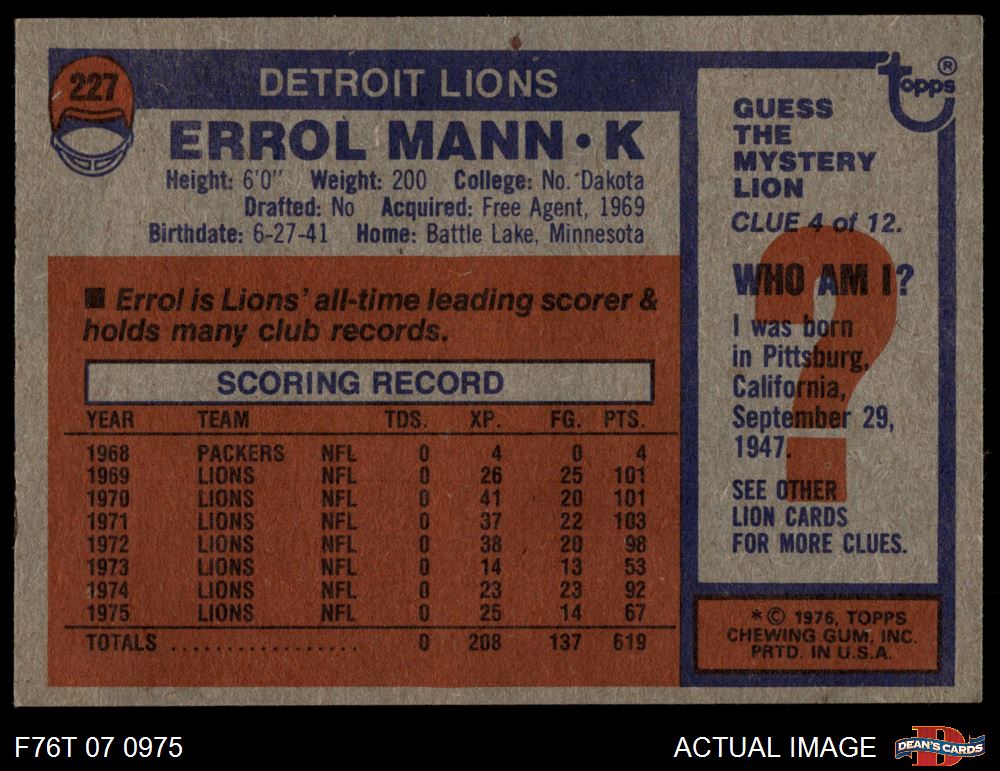 227
DETROIT LIONS
ERROL MANN • K
Height: 6'0" Weight: 200 College: No. Dakota
Drafted: No Acquired: Free Agent, 1969
Birthdate: 6-27-41 Home: Battle Lake, Minnesota
■ Errol is Lions' all-time leading scorer &
holds many club records.
SCORING RECORD
YEAR TEAM TDS. XP. FG. PTS.
1968 PACKERS NFL 0 4 0 4
1969 LIONS NFL 0 26 25 101
1970 LIONS NFL 0 41 20 101
1971 LIONS NFL 0 37 22 103
1972 LIONS NFL 0 38 20 98
1973 LIONS NFL 0 14 13 53
1974 LIONS NFL 0 23 23 92
1975 LIONS NFL 0 25 14 67
TOTALS ................. 0 208 137 619
Topps®
GUESS
THE
MYSTERY
LION
CLUE 4 of 12.
WHO AM I?
I was born
in Pittsburg,
California,
September 29,
1947.
SEE OTHER
LION CARDS
FOR MORE CLUES.
*© 1976, TOPPS
CHEWING GUM, INC.
PRTD. IN U.S.A.
F76T 07 0975
ACTUAL IMAGE
DEAN'S CARDS